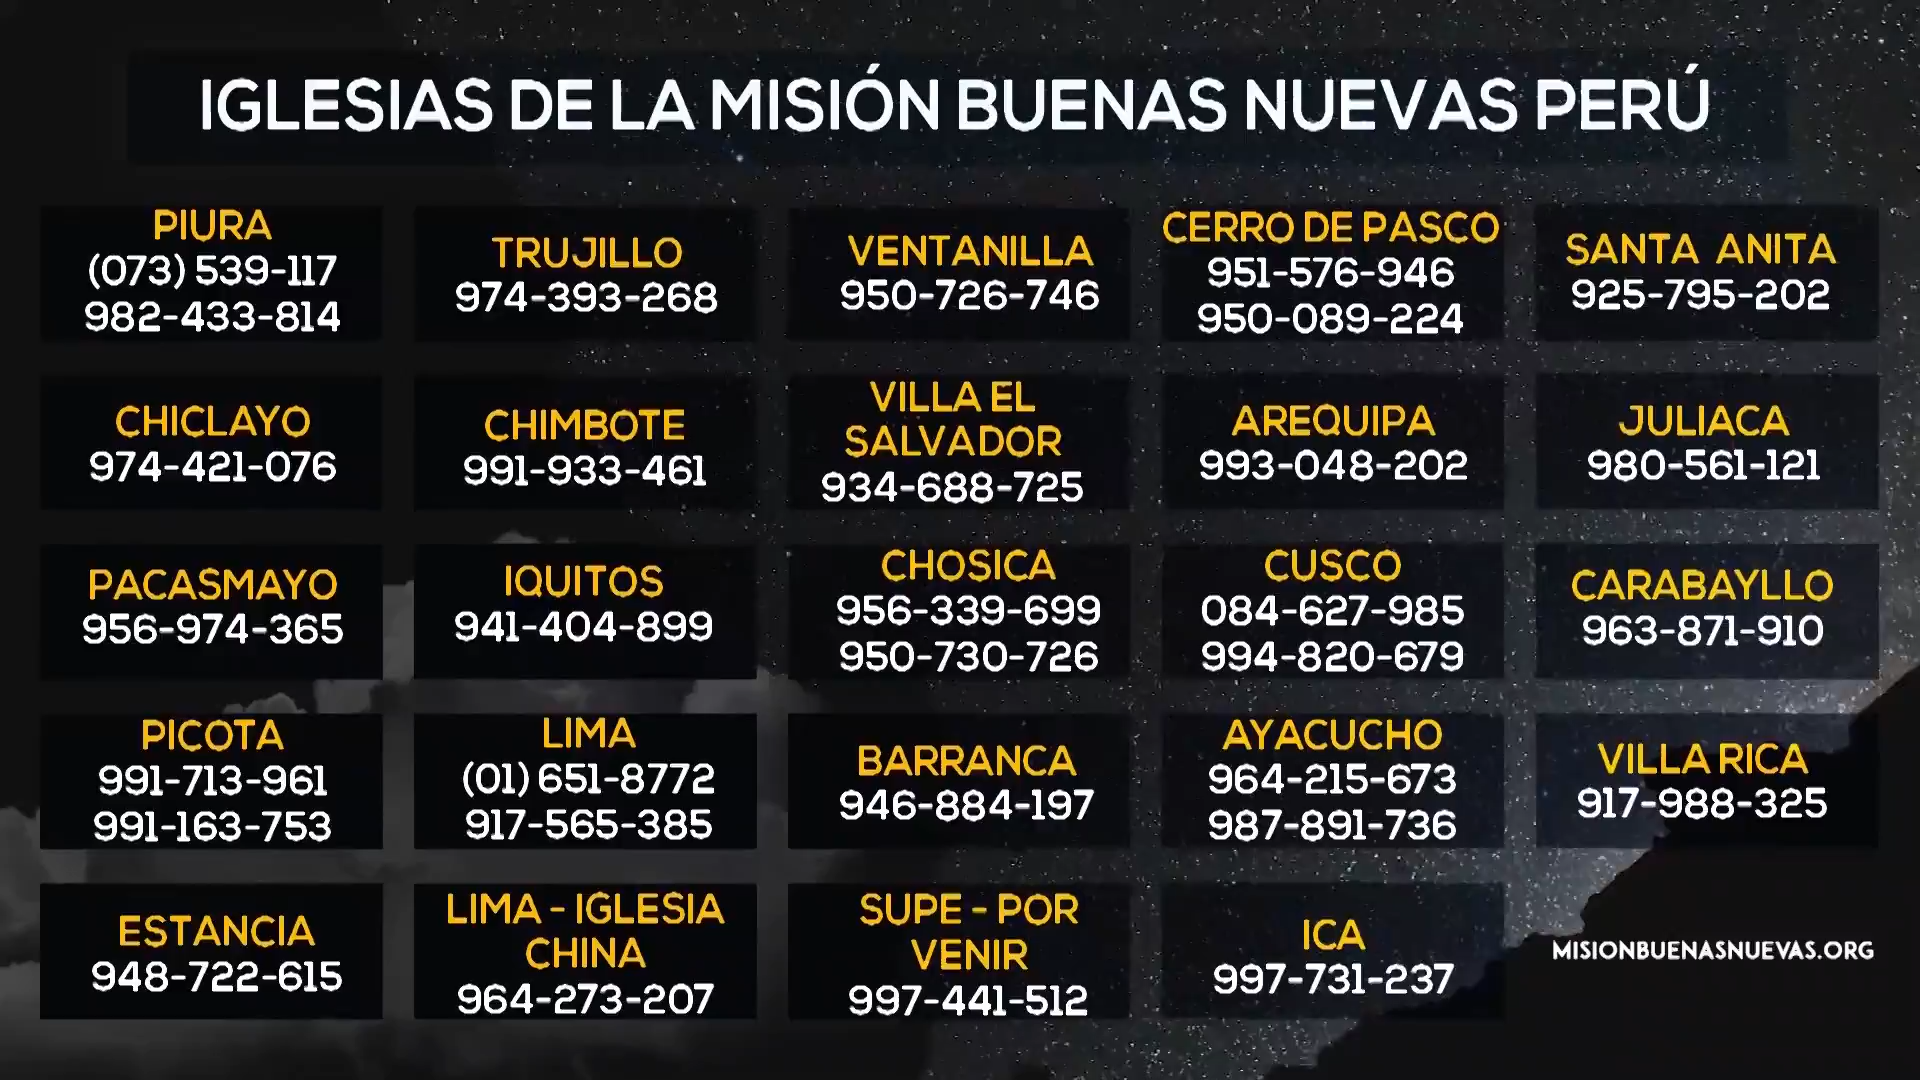 IGLESIAS DE LA MISIÓN BUENAS NUEVAS PERÚ
PIURA
(073) 539-117
982-433-814
TRUJILLO
974-393-268
VENTANILLA
950-726-746
CERRO DE PASCO
951-576-946
950-089-224
SANTA ANITA
925-795-202
CHICLAYO
974-421-076
CHIMBOTE
991-933-461
VILLA EL
SALVADOR
934-688-725
AREQUIPA
993-048-202
JULIACA
980-561-121
PACASMAYO
956-974-365
IQUITOS
941-404-899
CHOSICA
956-339-699
950-730-726
CUSCO
084-627-985
994-820-679
CARABAYLLO
963-871-910
PICOTA
991-713-961
991-163-753
LIMA
(01) 651-8772
917-565-385
BARRANCA
946-884-197
AYACUCHO
964-215-673
987-891-736
VILLA RICA
917-988-325
ESTANCIA
948-722-615
LIMA - IGLESIA
CHINA
964-273-207
SUPE - POR
VENIR
997-441-512
ICA
997-731-237
MISIONBUENASNUEVAS.ORG